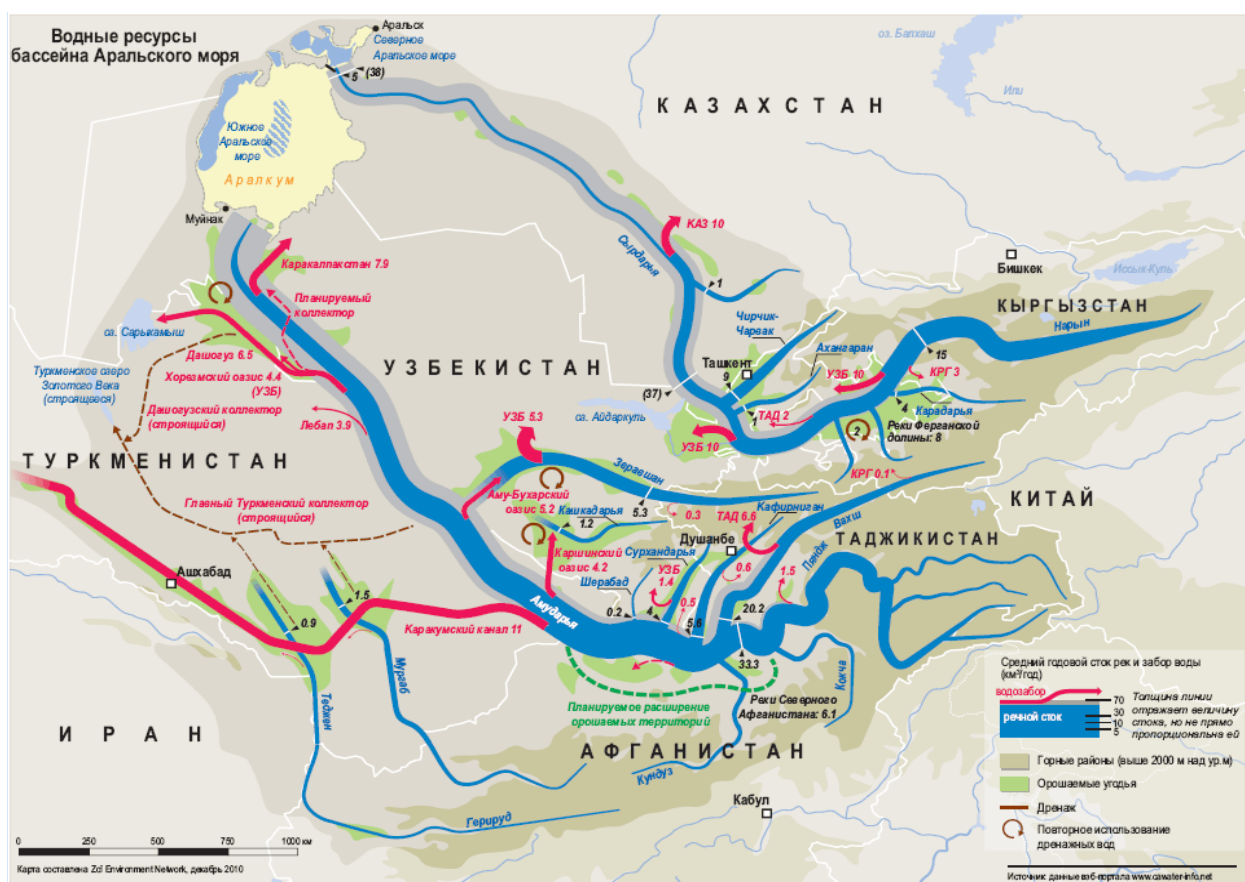 Водные ресурсы
бассейна Аральского моря
Аральск
Северное
Аральское море
5
(38)
оз. Балхаш
Или
КАЗАХСТАН
Южное
Аральское
море
Аралкум
Муйнак
КАЗ 10
Сырдарья
1
Бишкек
Иссык-Куль
КЫРГЫЗСТАН
Нарын
Каракалпакстан 7.9
Планируемый
коллектор
оз. Сарыкамыш
Чирчик-
Чарвак
Ахангаран
15
КРГ 3
Дашогуз 6.5
Хорезмский оазис 4.4
(УЗБ)
УЗБЕКИСТАН
Ташкент
УЗБ 10
9
(37)
ТАД 2
4
Карадарья
1
Туркменское озеро
Золотого Века
(строящееся)
Дашогузский коллектор
(строящийся)
Лебап 3.9
УЗБ 5.3
оз. Айдаркуль
УЗБ 10
2
Реки Ферганской
долины: 8
КРГ 0.1*
ТУРКМЕНИСТАН
Зеравшан
КИТАЙ
Главный Туркменский коллектор
(строящийся)
Аму-Бухарский
оазис 5.2
Кашкадарья
1.2
5.3
0.3
ТАД 6.6
Кафирниган
Вахш
Душанбе
Пяндж
ТАДЖИКИСТАН
Каршинский
оазис 4.2
Сурхандарья
Шерабад
УЗБ
1.4
0.6
1.5
Ашхабад
1.5
0.9
Амударья
0.2
4
0.5
5.6
20.2
33.3
Каракумский канал 11
Мургаб
Теджен
Кокча
Планируемое расширение
орошаемых территорий
Реки Северного
Афганистана: 6.1
ИРАН
АФГАНИСТАН
Кундуз
Кабул
Герируд
Средний годовой сток рек и забор воды
(км³/год)
водозабор
речной сток
70
30
10
5
Толщина линии
отражает величину
стока, но не прямо
пропорциональна ей
Горные районы (выше 2000 м над ур.м)
Орошаемые угодья
Дренаж
Повторное использование
дренажных вод
0 250 500 750 1000 км
Карта составлена Zoï Environment Network, декабрь 2010
Источник: данные веб-портала www.cawater-info.net